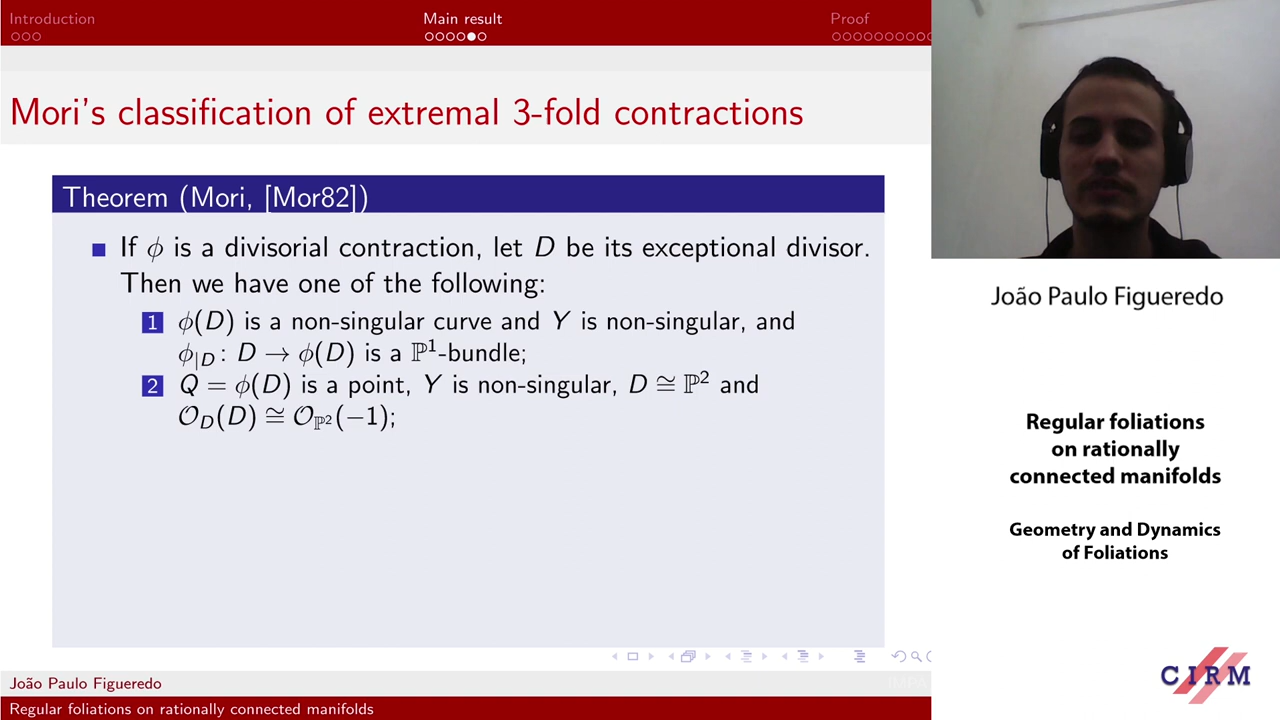 Introduction
Main result
Proof
Mori's classification of extremal 3-fold contractions
Theorem (Mori, [Mor82])
If ϕ is a divisorial contraction, let D be its exceptional divisor.
Then we have one of the following:
1 ϕ(D) is a non-singular curve and Y is non-singular, and
ϕ|D : D → ϕ(D) is a ℙ¹-bundle;
2 Q = ϕ(D) is a point, Y is non-singular, D ≅ ℙ² and
𝒪_D(D) ≅ 𝒪_ℙ²(−1);
João Paulo Figueredo
IMPA
Regular foliations on rationally connected manifolds
João Paulo Figueredo
Regular foliations
on rationally
connected manifolds
Geometry and Dynamics
of Foliations
CIRM